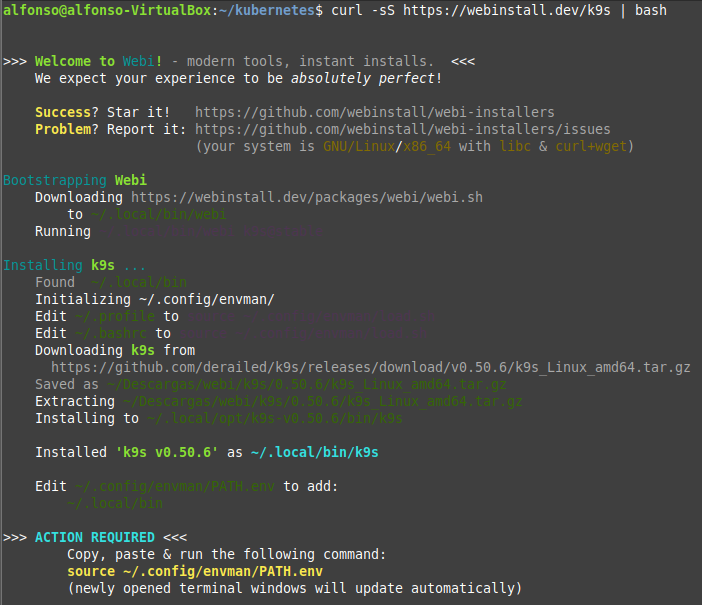 alfonso@alfonso-VirtualBox:~/kubernetes$ curl -sS https://webinstall.dev/k9s | bash
>>> Welcome to Webi! - modern tools, instant installs. <<<
We expect your experience to be absolutely perfect!
Success? Star it! https://github.com/webinstall/webi-installers
Problem? Report it: https://github.com/webinstall/webi-installers/issues
(your system is GNU/Linux/x86_64 with libc & curl+wget)
Bootstrapping Webi
Downloading https://webinstall.dev/packages/webi/webi.sh
to ~/.local/bin/webi
Running
Installing k9s ...
Found ~/.local/bin
Initializing ~/.config/envman/
Edit ~/.profile to
Edit ~/.bashrc to
Downloading k9s from
https://github.com/derailed/k9s/releases/download/v0.50.6/k9s_Linux_amd64.tar.gz
Saved as ~/Descargas/webi/k9s/0.50.6/k9s_Linux_amd64.tar.gz
Extracting ~/Descargas/webi/k9s/0.50.6/k9s_Linux_amd64.tar.gz
Installing to ~/.local/opt/k9s-v0.50.6/bin/k9s
Installed 'k9s v0.50.6' as ~/.local/bin/k9s
Edit ~/.config/envman/PATH.env to add:
~/.local/bin
>>> ACTION REQUIRED <<<
Copy, paste & run the following command:
source ~/.config/envman/PATH.env
(newly opened terminal windows will update automatically)